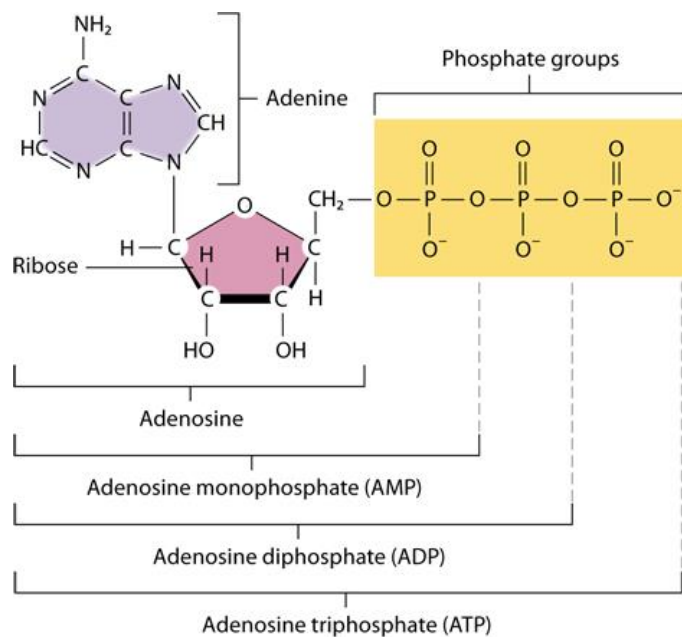 NH₂
Phosphate groups
N
C
C
N
Adenine
CH
HC
N
C
N
O
O
O
O
CH₂
O
P
O
P
O
P
O⁻
H
C
H
H
C
O⁻
O⁻
O⁻
Ribose
C
C
H
HO
OH
Adenosine
Adenosine monophosphate (AMP)
Adenosine diphosphate (ADP)
Adenosine triphosphate (ATP)